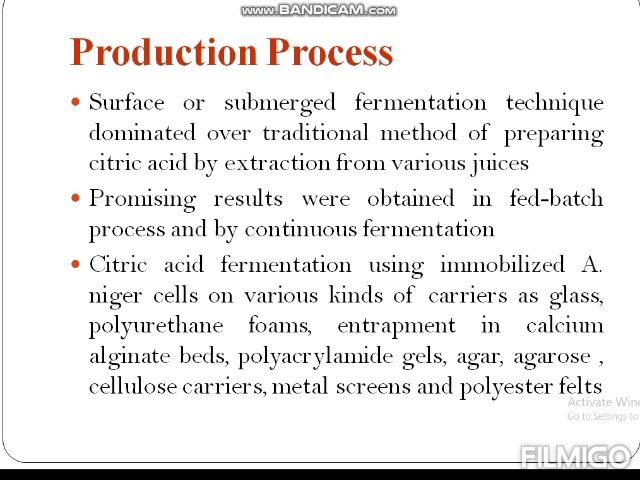 www.BANDICAM.com
Production Process
• Surface or submerged fermentation technique
dominated over traditional method of preparing
citric acid by extraction from various juices
• Promising results were obtained in fed-batch
process and by continuous fermentation
• Citric acid fermentation using immobilized A.
niger cells on various kinds of carriers as glass,
polyurethane foams, entrapment in calcium
alginate beds, polyacrylamide gels, agar, agarose ,
cellulose carriers, metal screens and polyester felts
Activate Win
Go to Settings to
FILMIGO